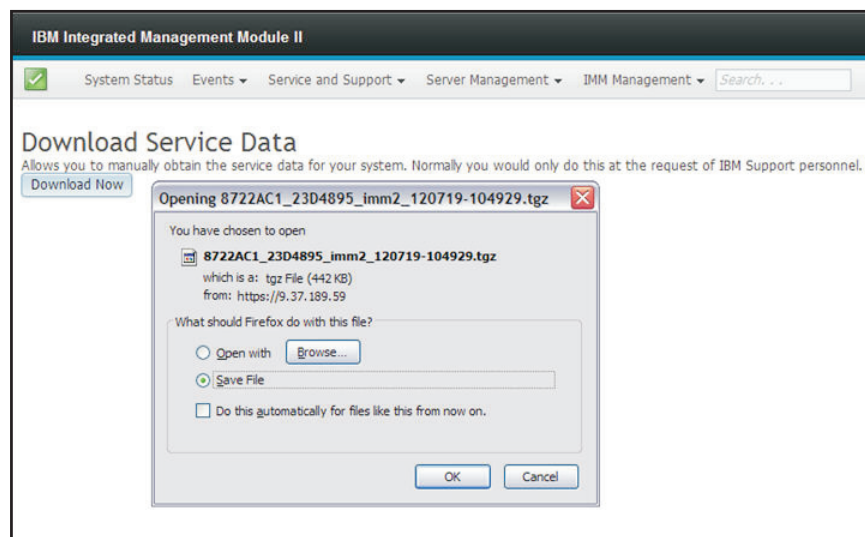 IBM Integrated Management Module II
System Status Events Service and Support Server Management IMM Management Search. . .
Download Service Data
Allows you to manually obtain the service data for your system. Normally you would only do this at the request of IBM Support personnel.
Download Now
Opening 8722AC1_23D4895_imm2_120719-104929.tgz
You have chosen to open
8722AC1_23D4895_imm2_120719-104929.tgz
which is a: tgz File (442 KB)
from: https://9.37.189.59
What should Firefox do with this file?
Open with Browse...
Save File
Do this automatically for files like this from now on.
OK Cancel